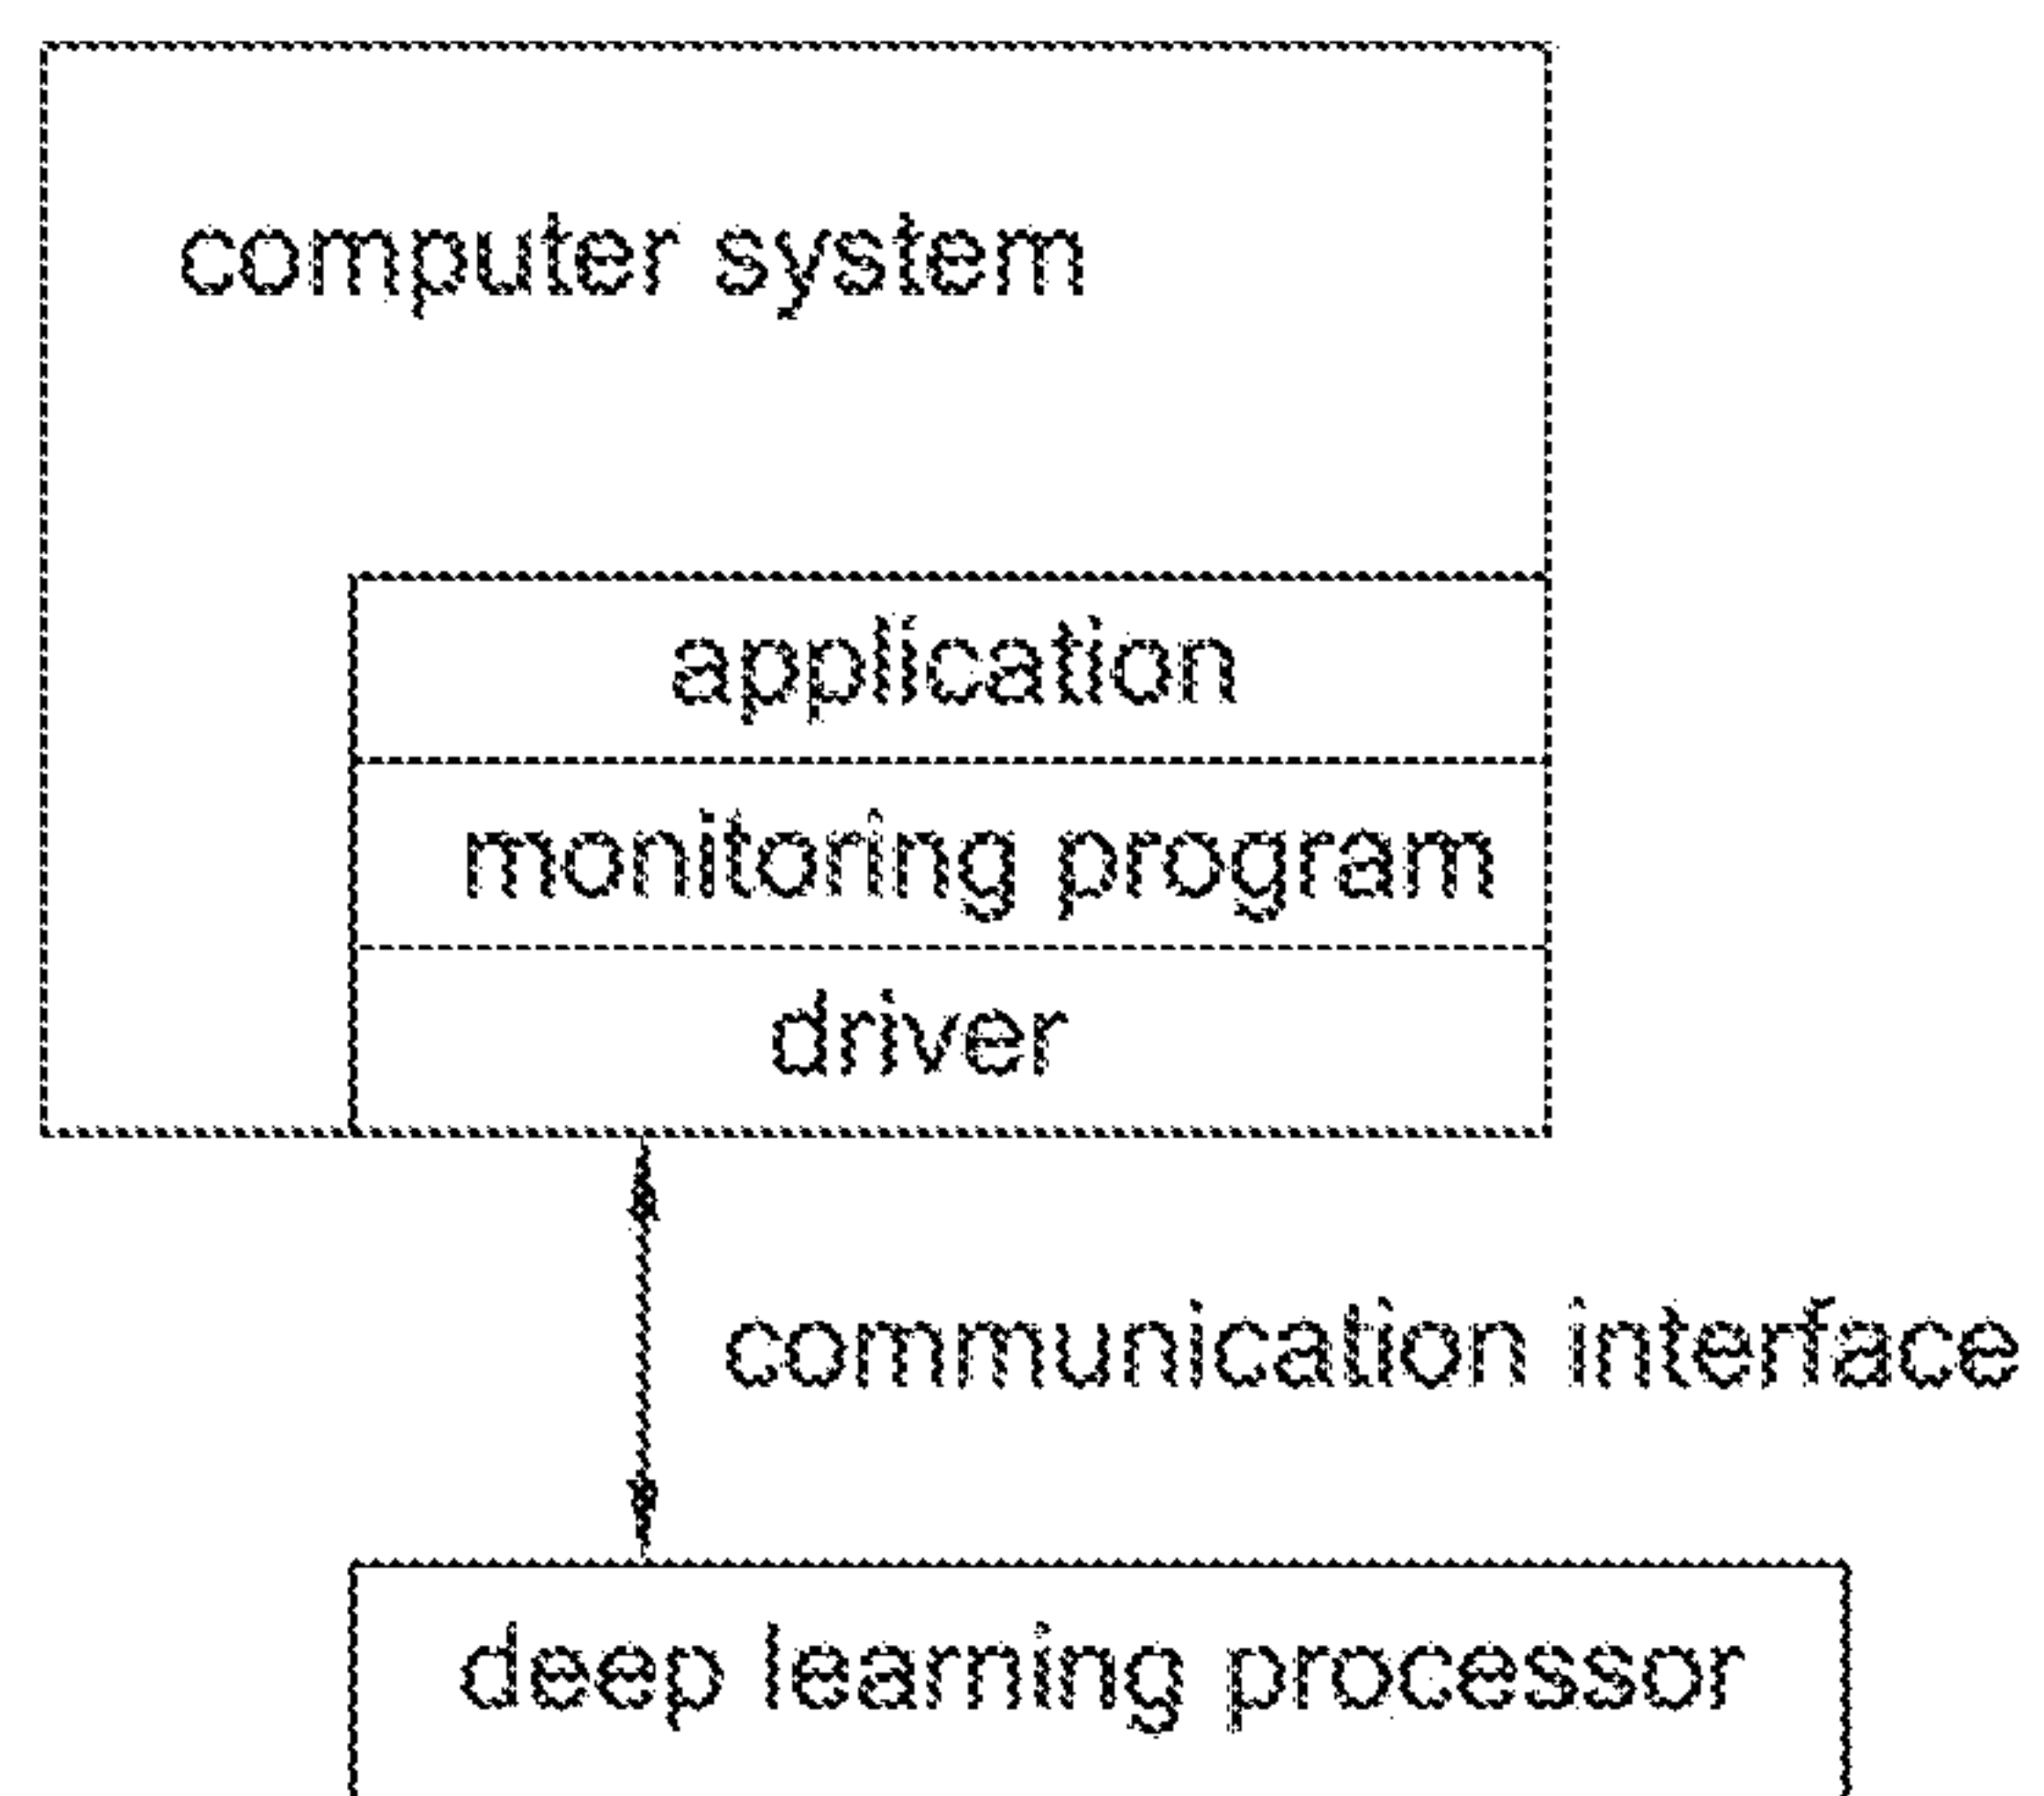 computer system
application
monitoring program
driver
communication interface
deep learning processor